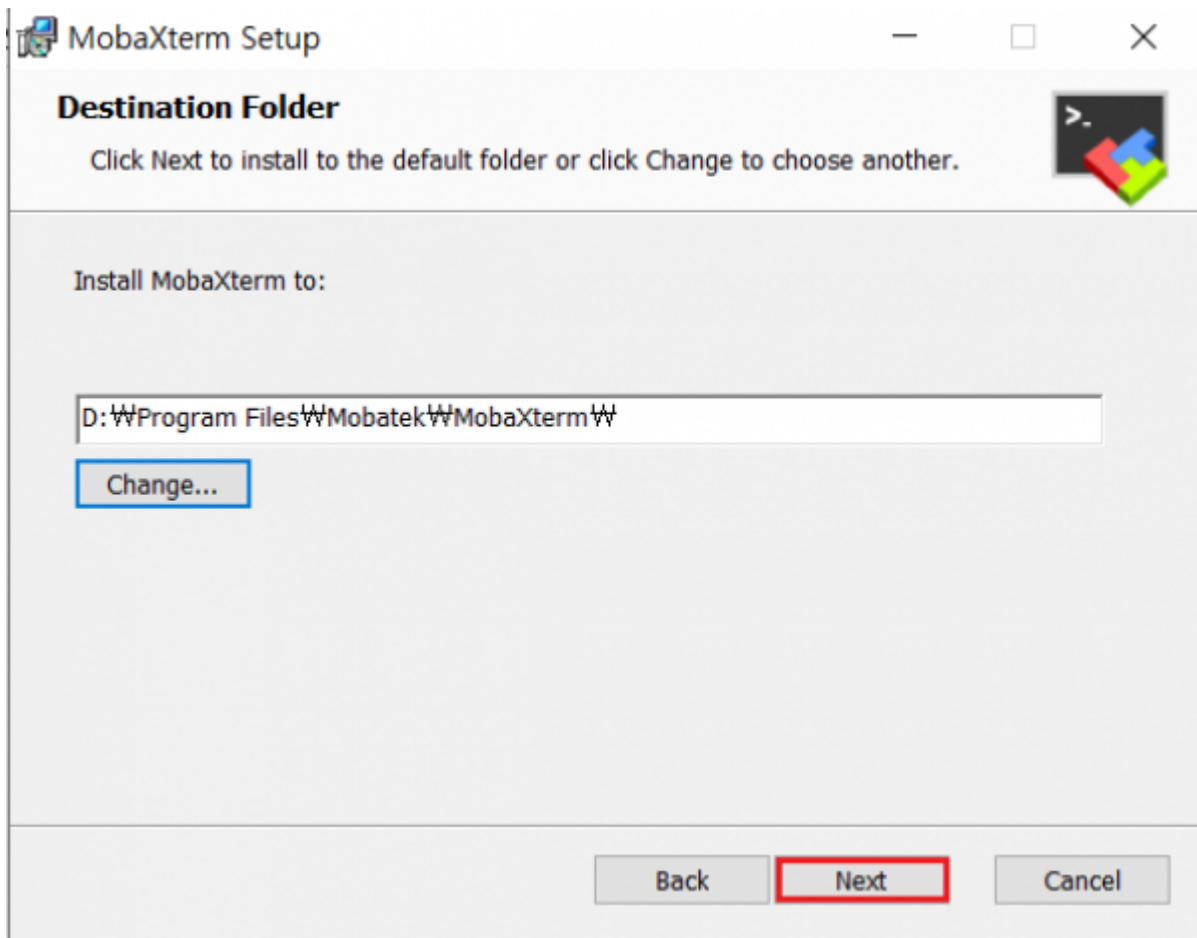 MobaXterm Setup
Destination Folder
Click Next to install to the default folder or click Change to choose another.
>_
Install MobaXterm to:
D:₩Program Files₩Mobatek₩MobaXterm₩
Change...
Back
Next
Cancel